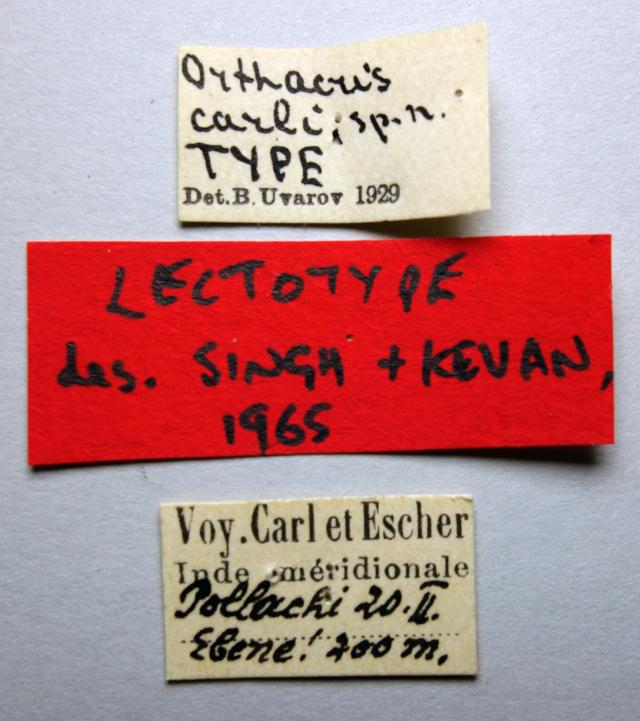 Orthacris
carli, sp.n.
TYPE
Det. B. Uvarov 1929
LECTOTYPE
des. SINGH + KEVAN,
1965
Voy. Carl et Escher
Inde méridionale
Pollachi 20.II.
Ebene! 200 m.